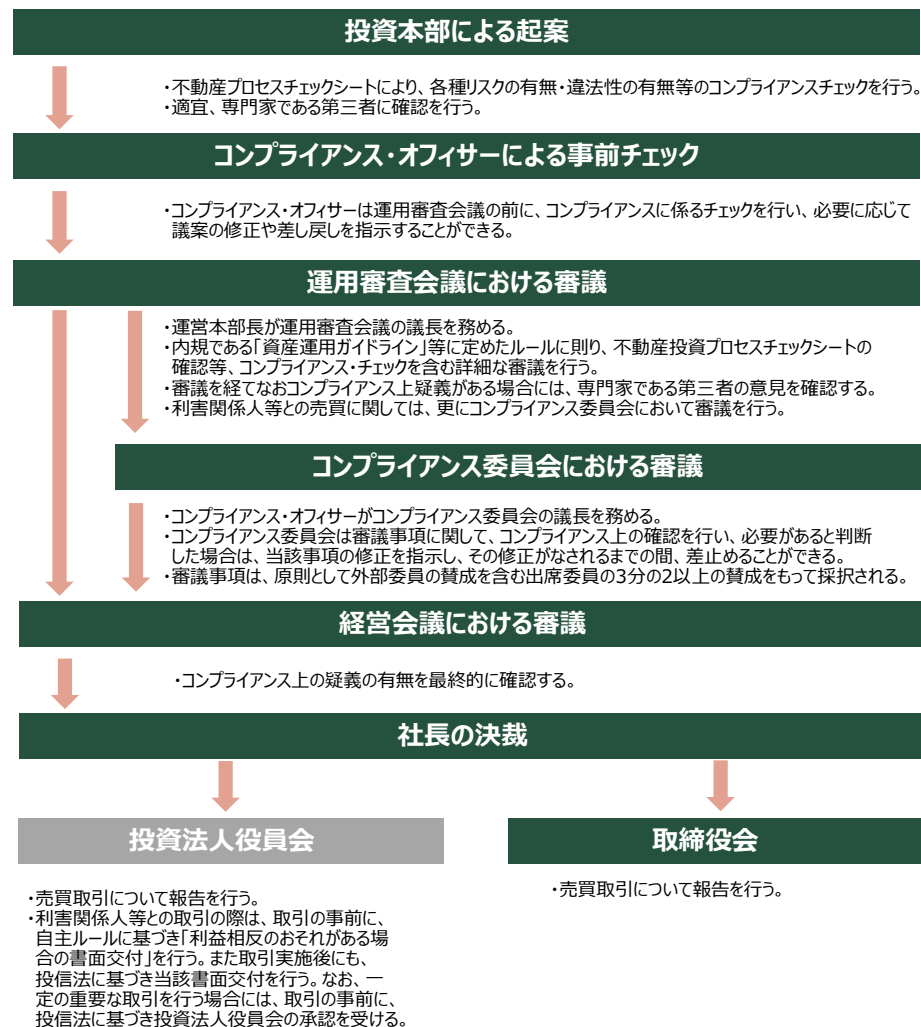 投資本部による起案
・不動産プロセスチェックシートにより、各種リスクの有無・違法性の有無等のコンプライアンスチェックを行う。
・適宜、専門家である第三者に確認を行う。
コンプライアンス・オフィサーによる事前チェック
・コンプライアンス・オフィサーは運用審査会議の前に、コンプライアンスに係るチェックを行い、必要に応じて
議案の修正や差し戻しを指示することができる。
運用審査会議における審議
・運営本部長が運用審査会議の議長を務める。
・内規である「資産運用ガイドライン」等に定めたルールに則り、不動産投資プロセスチェックシートの
確認等、コンプライアンス・チェックを含む詳細な審議を行う。
・審議を経てなおコンプライアンス上疑義がある場合には、専門家である第三者の意見を確認する。
・利害関係人等との売買に関しては、更にコンプライアンス委員会において審議を行う。
コンプライアンス委員会における審議
・コンプライアンス・オフィサーがコンプライアンス委員会の議長を務める。
・コンプライアンス委員会は審議事項に関して、コンプライアンス上の確認を行い、必要があると判断
した場合は、当該事項の修正を指示し、その修正がなされるまでの間、差止めることができる。
・審議事項は、原則として外部委員の賛成を含む出席委員の3分の2以上の賛成をもって採択される。
経営会議における審議
・コンプライアンス上の疑義の有無を最終的に確認する。
社長の決裁
投資法人役員会
・売買取引について報告を行う。
・利害関係人等との取引の際は、取引の事前に、
自主ルールに基づき「利益相反のおそれがある場
合の書面交付」を行う。また取引実施後にも、
投信法に基づき当該書面交付を行う。なお、一
定の重要な取引を行う場合には、取引の事前に、
投信法に基づき投資法人役員会の承認を受ける。
取締役会
・売買取引について報告を行う。